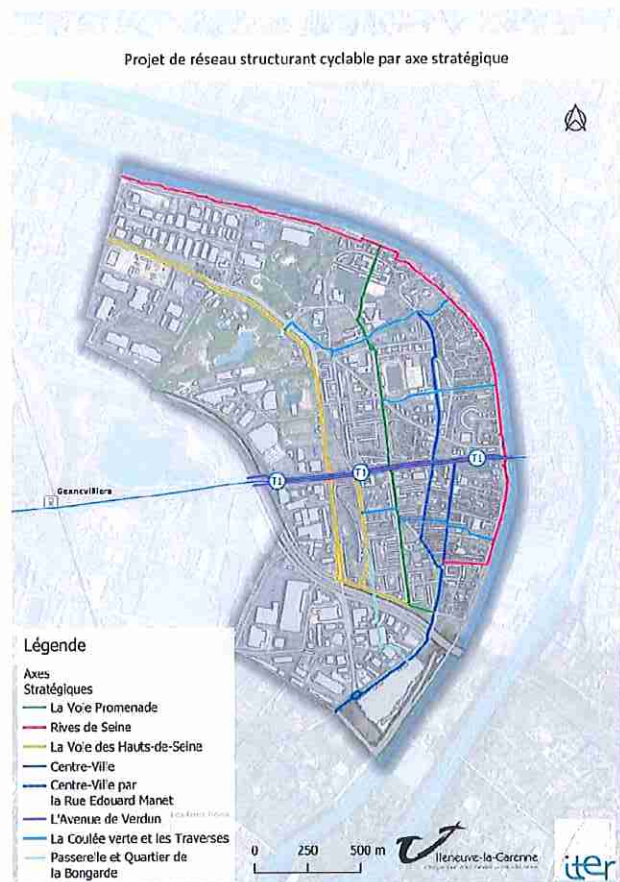 Projet de réseau structurant cyclable par axe stratégique
T1
T1
T1
Légende
Axes
Stratégiques
La Voie Promenade
Rives de Seine
La Voie des Hauts-de-Seine
Centre-Ville
Centre-Ville par
la Rue Edouard Manet
L'Avenue de Verdun
La Coulée verte et les Traverses
Passerelle et Quartier de
la Bongarde
0 250 500 m
Villeneuve-la-Garenne
iter